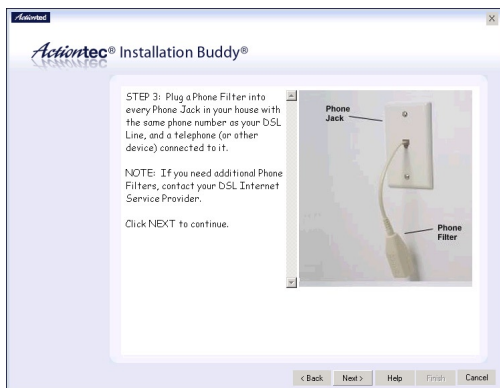 Actiontec
Actiontec® Installation Buddy®
STEP 3: Plug a Phone Filter into
every Phone Jack in your house with
the same phone number as your DSL
Line, and a telephone (or other
device) connected to it.
NOTE: If you need additional Phone
Filters, contact your DSL Internet
Service Provider.
Click NEXT to continue.
Phone
Jack
Phone
Filter
< Back Next > Help Finish Cancel